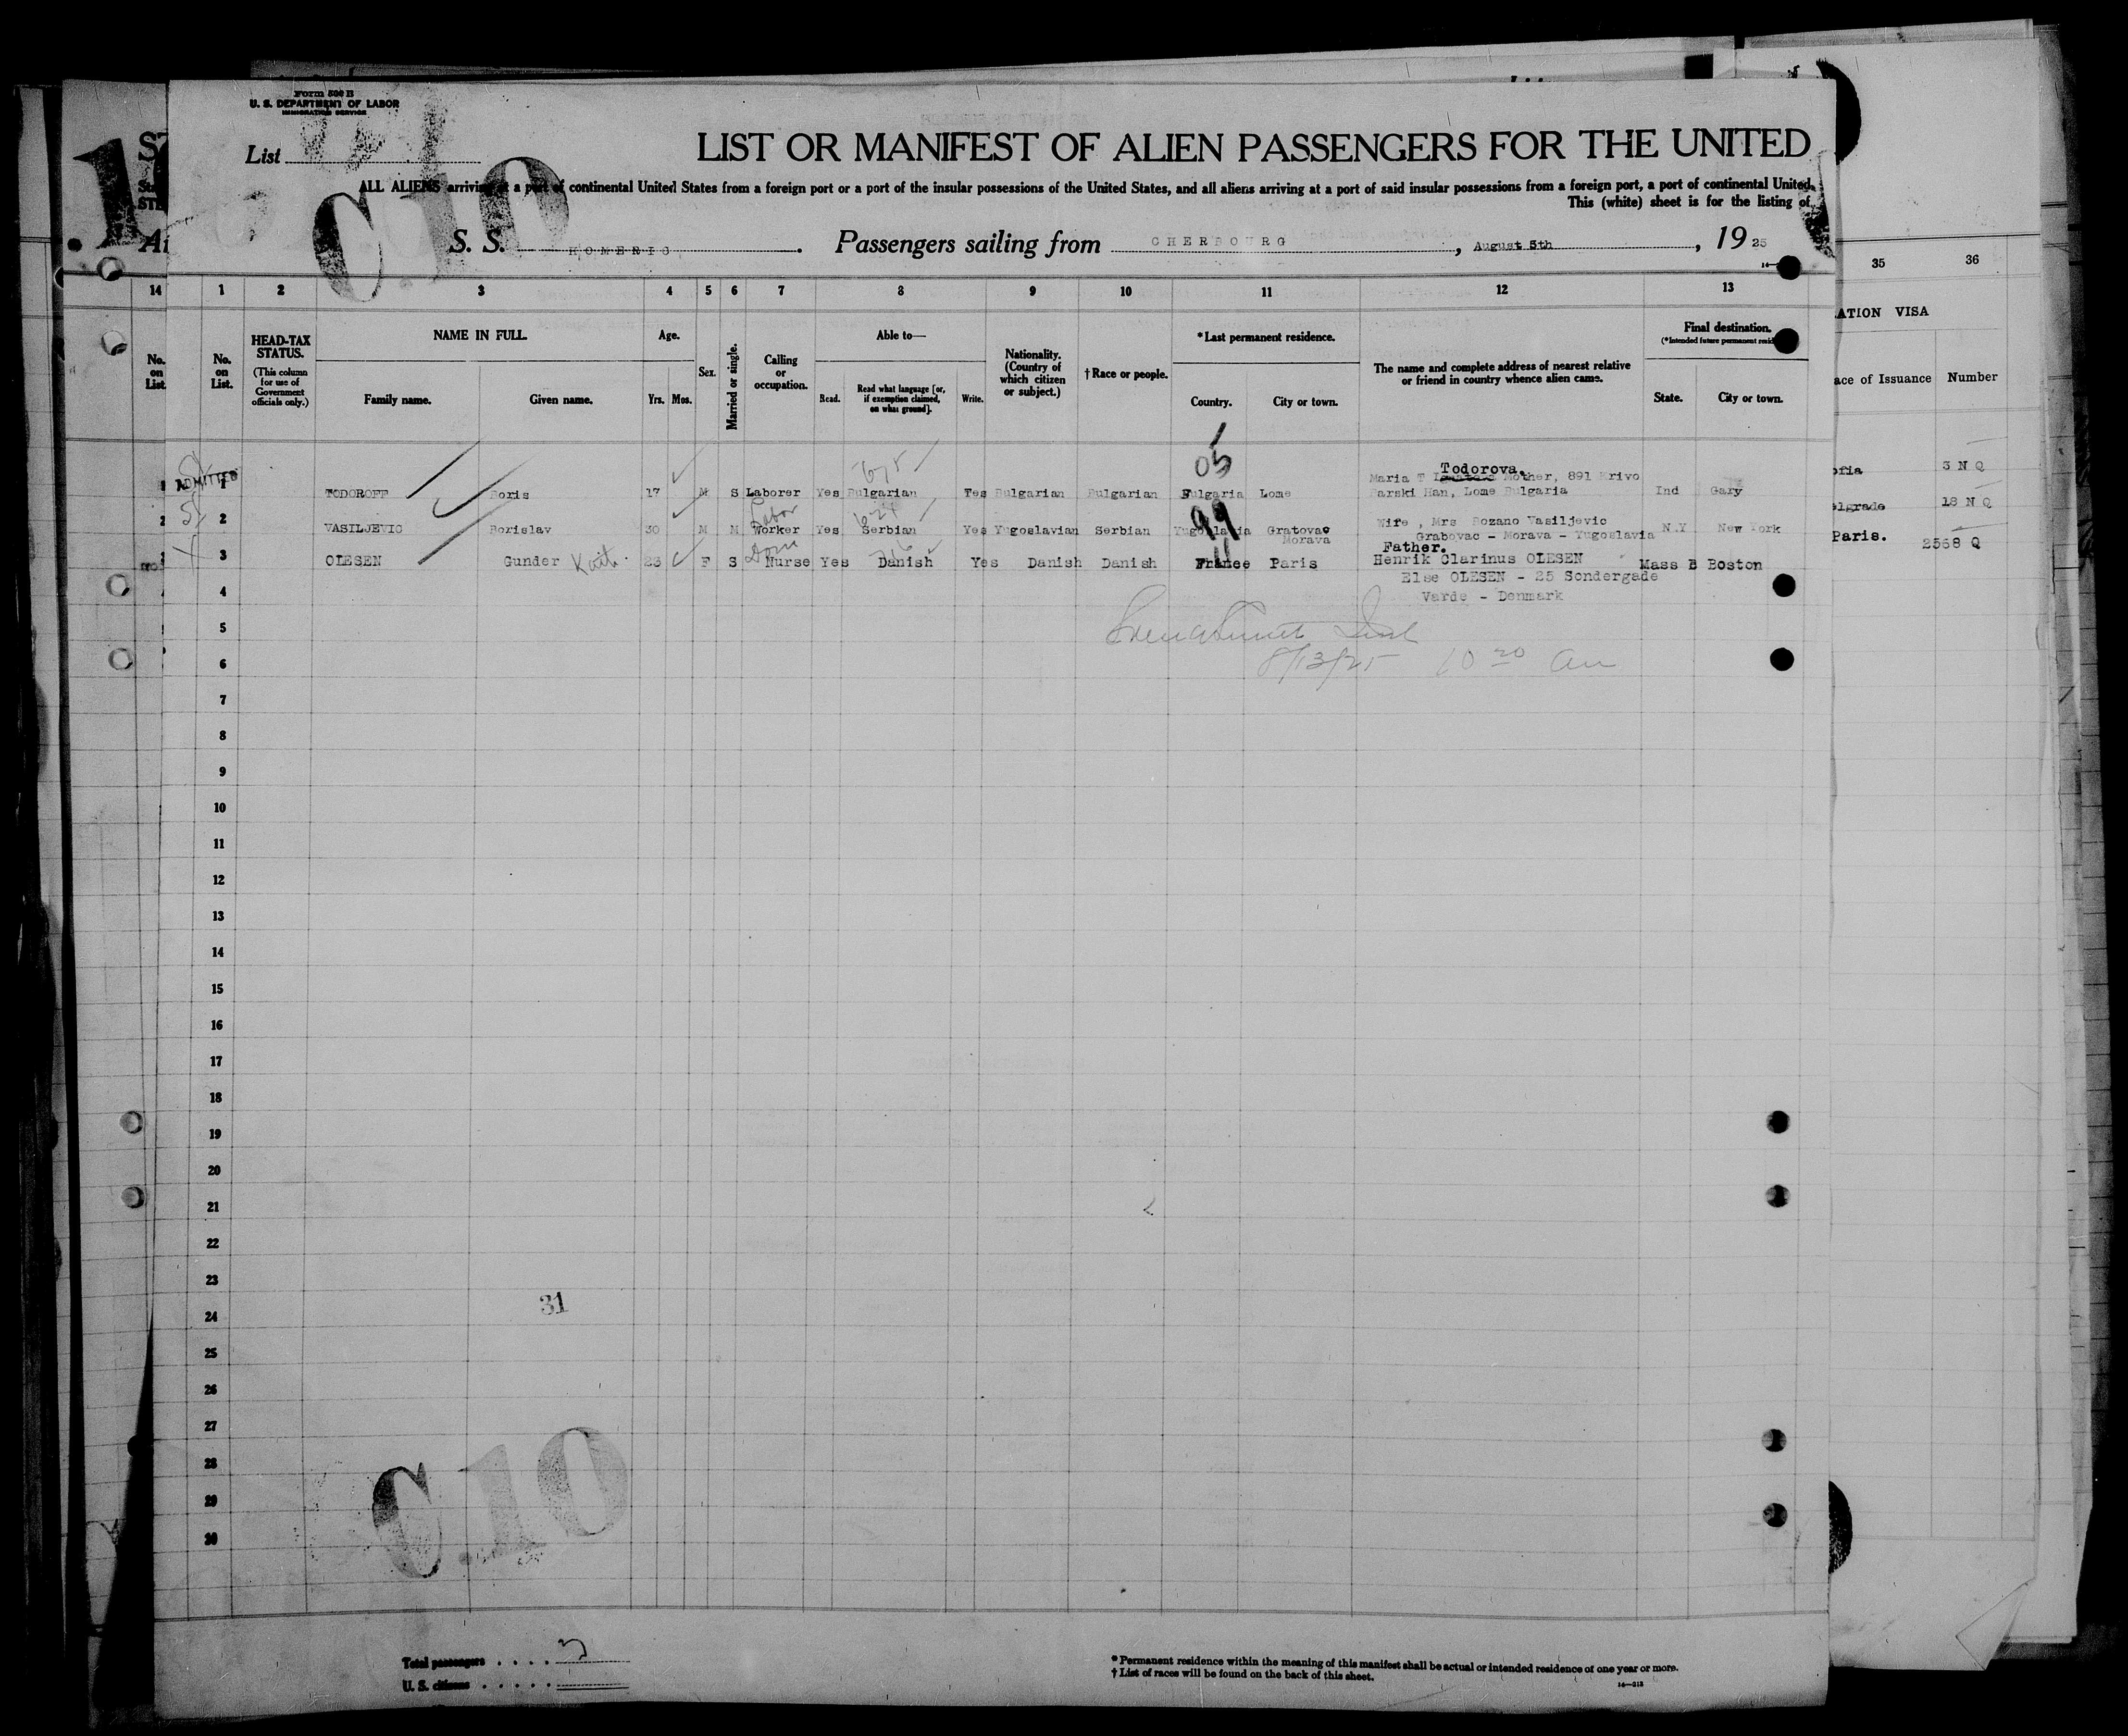 Form 500 B
U. S. DEPARTMENT OF LABOR
IMMIGRATION SERVICE
List
LIST OR MANIFEST OF ALIEN PASSENGERS FOR THE UNITED
ALL ALIENS arriving at a port of continental United States from a foreign port or a port of the insular possessions of the United States, and all aliens arriving at a port of said insular possessions from a foreign port, a port of continental United
This (white) sheet is for the listing of
C.10
S. S. HOMERIC. Passengers sailing from CHERBOURG, August 5th, 1925
14 1 2 3 4 5 6 7 8 9 10 11 12 13 35 36
No. on List.
No. on List.
HEAD-TAX STATUS.
(This column for use of Government officials only.)
NAME IN FULL.
Family name. Given name.
Age.
Yrs. Mos.
Sex.
Married or single.
Calling or occupation.
Able to—
Read. Read what language [or, if exemption claimed, on what ground]. Write.
Nationality. (Country of which citizen or subject.)
†Race or people.
*Last permanent residence.
Country. City or town.
The name and complete address of nearest relative or friend in country whence alien came.
Final destination.
(*Intended future permanent resid
State. City or town.
ATION VISA
ace of Issuance Number
ADMITTED
05
Todorova.
1 TODOROFF Boris 17 M S Laborer Yes Bulgarian Yes Bulgarian Bulgarian Bulgaria Lome Maria T Mother, 891 Krivo
Barski Han, Lome Bulgaria Ind Gary ofia 3 N Q
Labor
99
2 VASILJEVIC Borislav 30 M M Worker Yes Serbian Yes Yugoslavian Serbian Yugoslavia Gratovac Morava Wife, Mrs Bozano Vasiljevic
Grabovac - Morava - Yugoslavia N.Y New York elgrade 18 N Q
Dom
11
Father.
3 OLESEN Gunder 23 F S Nurse Yes Danish Yes Danish Danish France Paris Henrik Clarinus OLESEN Mass B Boston Paris. 2568 Q
Else OLESEN - 25 Sondergade
Varde - Denmark
4
5
8/13/25 10 20 am
6
7
8
9
10
11
12
13
14
15
16
17
18
19
20
21
22
23
31
24
25
26
27
28
29
30
C.10
Total passengers . . . . 3
U. S. citizens . . . . .
* Permanent residence within the meaning of this manifest shall be actual or intended residence of one year or more.
† List of races will be found on the back of this sheet.
14—313